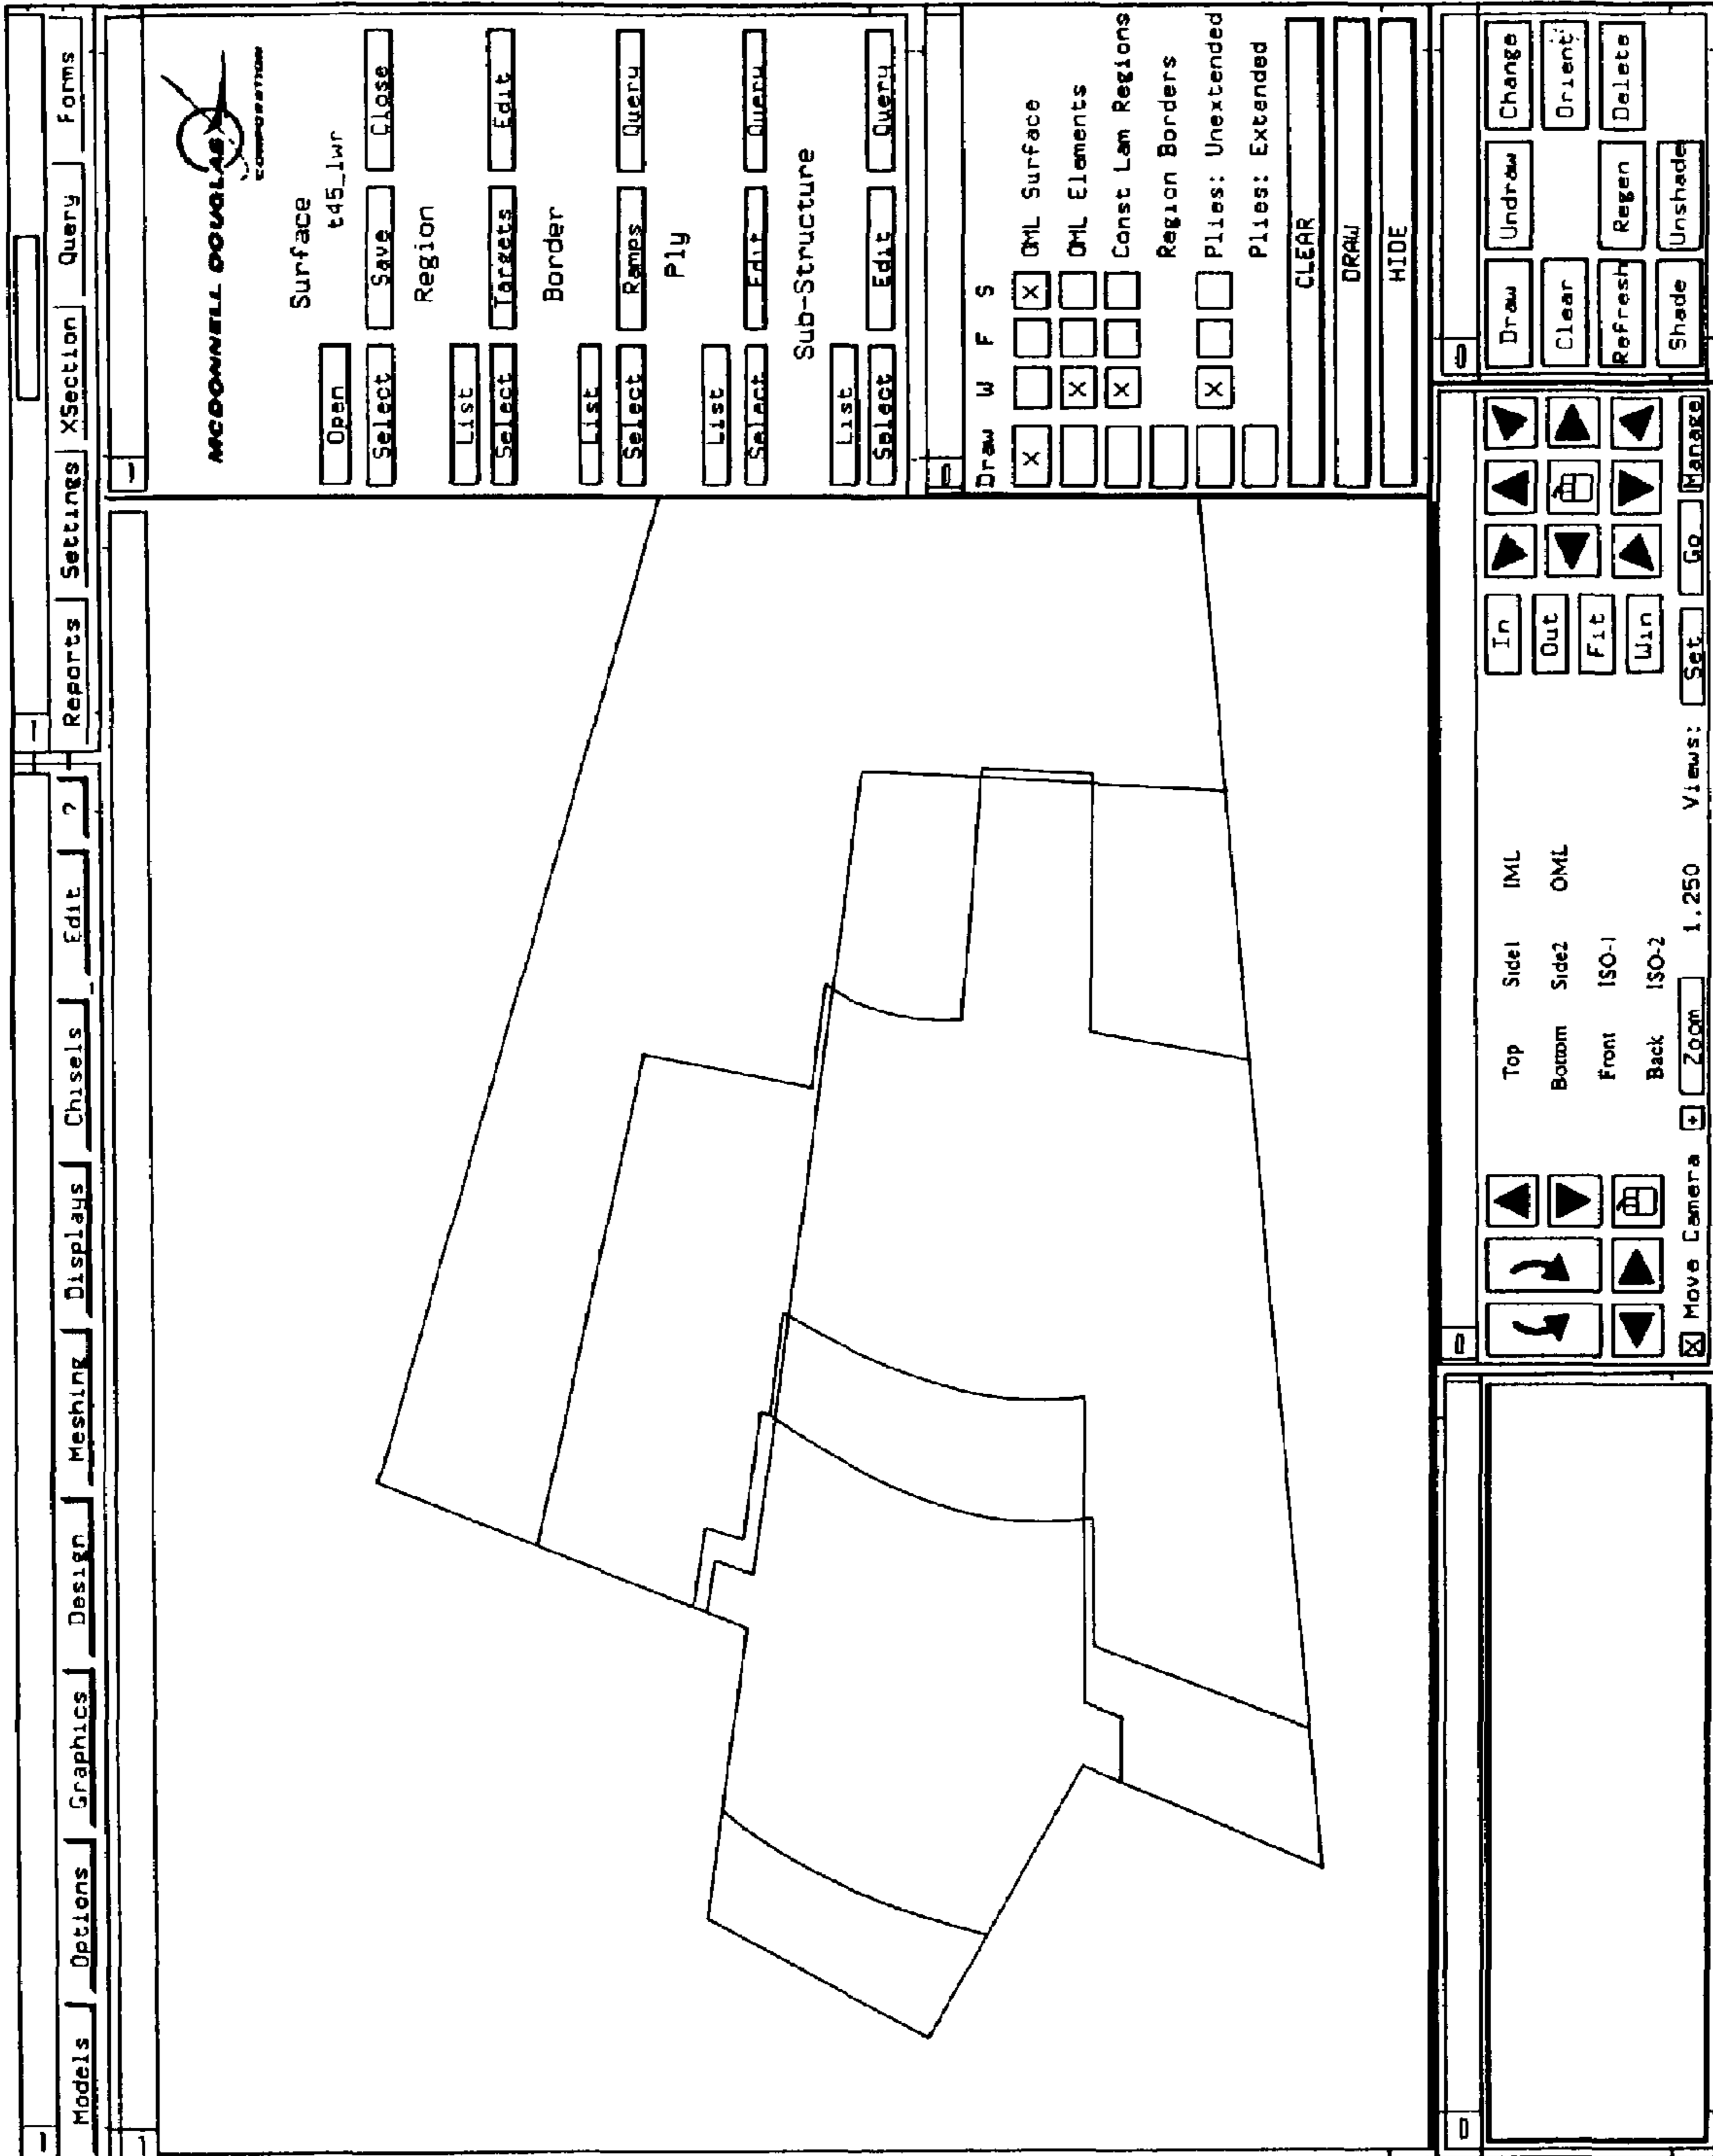 Models Options Graphics Design Meshing Displays Chisels Edit ?
Reports Settings XSection Query Forms
MCDONNELL DOUGLAS
CORPORATION
Surface
Open t45_lwr
Select Save Close
Region
List
Select Targets Edit
Border
List
Select Ramps Query
Ply
List
Select Edit Query
Sub-Structure
List
Select Edit Query
Draw W F S
X X OML Surface
X OML Elements
X Const Lam Regions
Region Borders
X Plies: Unextended
Plies: Extended
CLEAR
DRAW
HIDE
Top Side1 IML
Bottom Side2 OML
Front ISO-1
Back ISO-2
In
Out
Fit
Win
X Move Camera + Zoom 1.250 Views: Set Go Manage
Draw Undraw Change
Clear Orient
Refresh Regen Delete
Shade Unshade